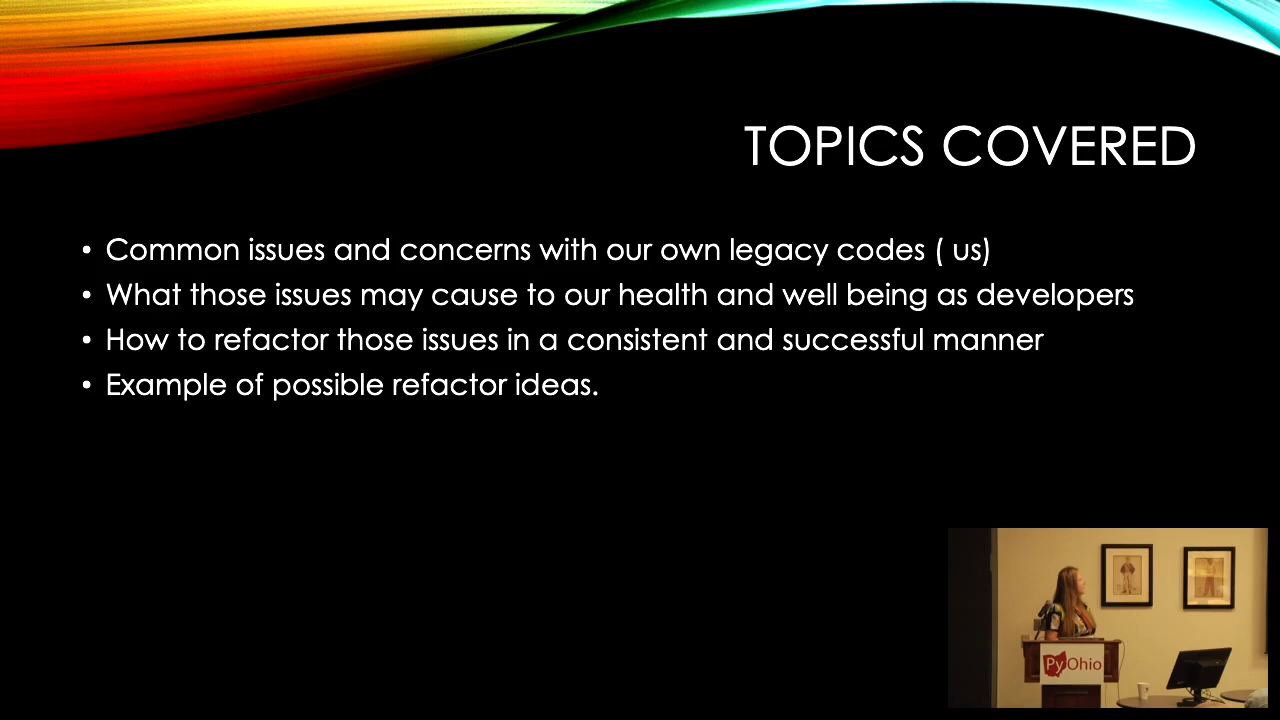 TOPICS COVERED
• Common issues and concerns with our own legacy codes ( us)
• What those issues may cause to our health and well being as developers
• How to refactor those issues in a consistent and successful manner
• Example of possible refactor ideas.
PyOhio